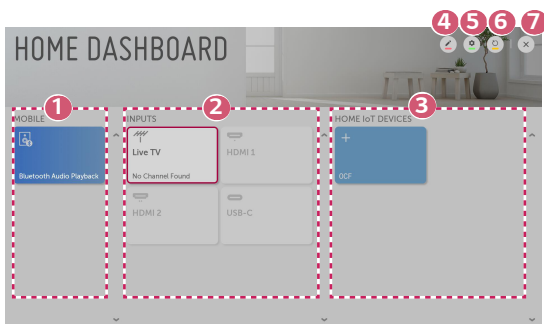 4 5 6 7
HOME DASHBOARD
1 2 3
MOBILE INPUTS HOME IoT DEVICES
Live TV HDMI 1
Bluetooth Audio Playback No Channel Found OCF
HDMI 2 USB-C